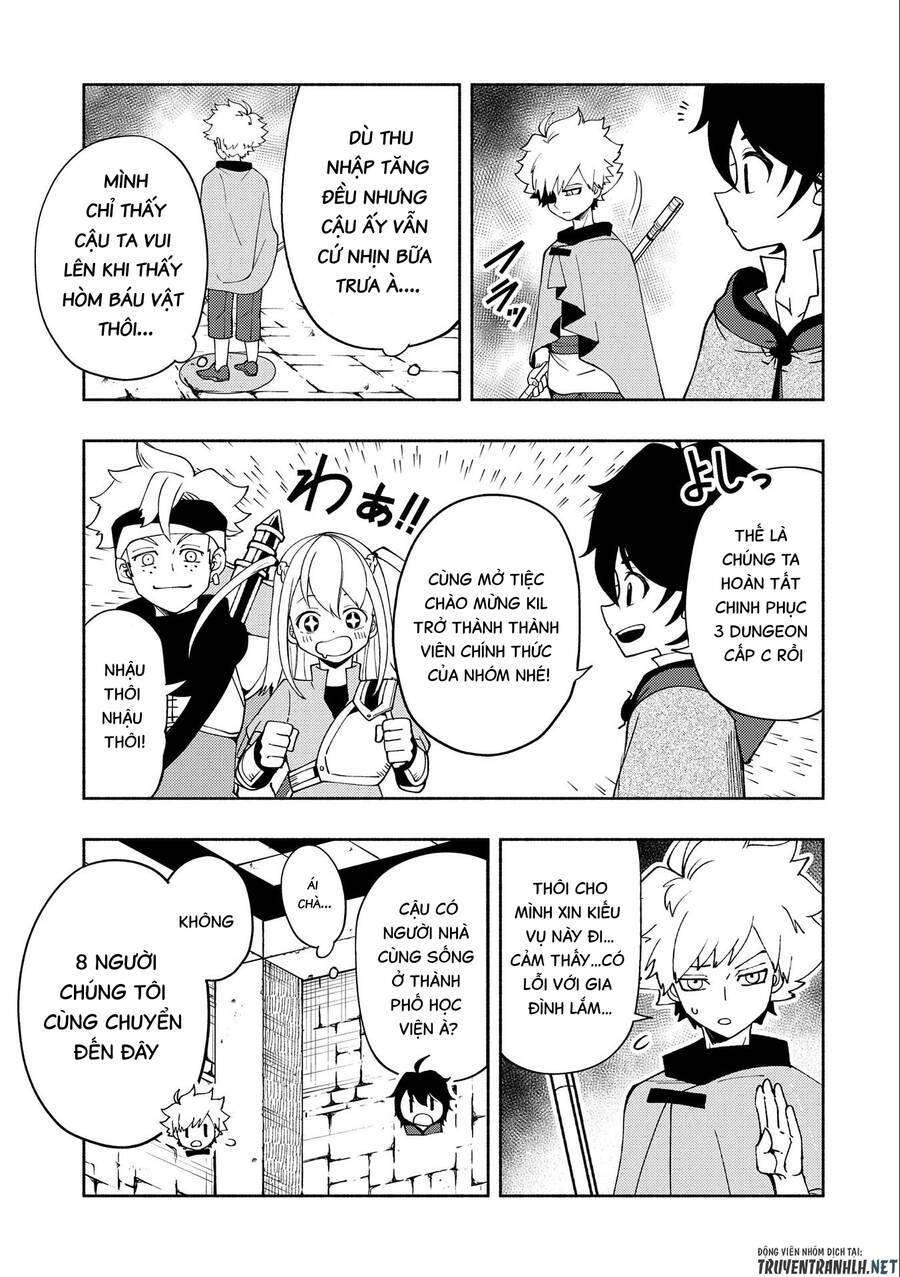 クルッ
DÙ THU
NHẬP TĂNG
ĐỀU NHƯNG
CẬU ẤY VẪN
CỨ NHỊN BỮA
TRƯA À....
MÌNH
CHỈ THẤY
CẬU TA VUI
LÊN KHI THẤY
HÒM BÁU VẬT
THÔI...
よしっ
THẾ LÀ
CHÚNG TA
HOÀN TẤT
CHINH PHỤC
3 DUNGEON
CẤP C RỒI
CÙNG MỞ TIỆC
CHÀO MỪNG KIL
TRỞ THÀNH THÀNH
VIÊN CHÍNH THỨC
CỦA NHÓM NHÉ!
わぁ!!
NHẬU
THÔI
NHẬU
THÔI!
THÔI CHO
MÌNH XIN KIẾU
VỤ NÀY ĐI...
CẢM THẤY...CÓ
LỖI VỚI GIA
ĐÌNH LẮM...
CẬU CÓ
NGƯỜI NHÀ
CÙNG SỐNG
Ở THÀNH
PHỐ HỌC
VIỆN À?
ÁI
CHÀ...
KHÔNG
8 NGƯỜI
CHÚNG TÔI
CÙNG CHUYỂN
ĐẾN ĐÂY
ĐỘNG VIÊN NHÓM DỊCH TẠI:
TRUYENTRANHLH.NET